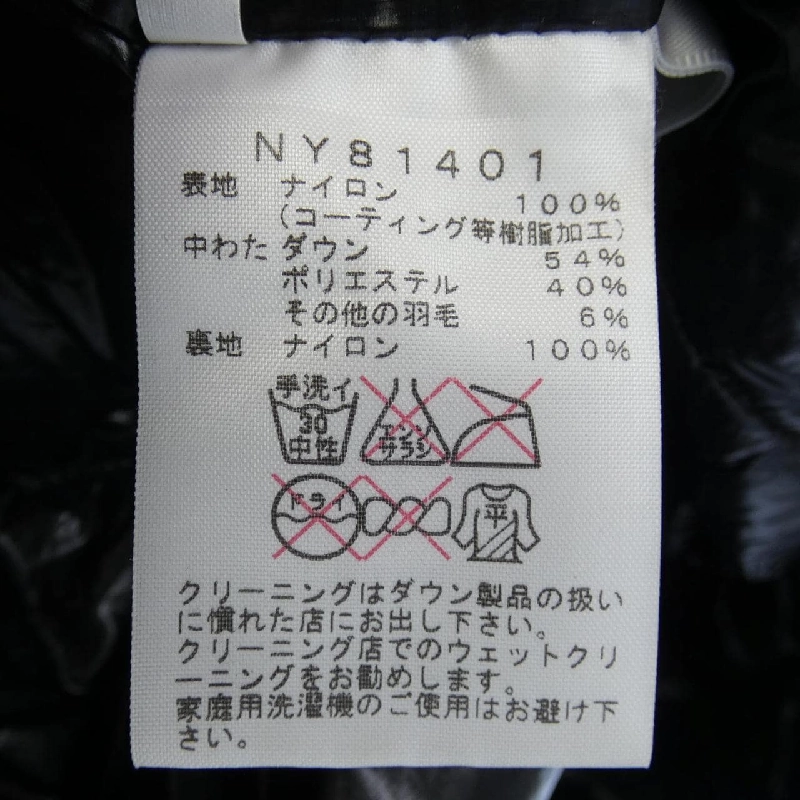 NY81401
表地 ナイロン 100%
(コーティング等樹脂加工)
中わた ダウン 54%
ポリエステル 40%
その他の羽毛 6%
裏地 ナイロン 100%
手洗イ
30
中性
エンソ
サラシ
ドライ
平
クリーニングはダウン製品の扱い
に慣れた店にお出し下さい。
クリーニング店でのウェットクリ
ーニングをお勧めします。
家庭用洗濯機のご使用はお避け下
さい。